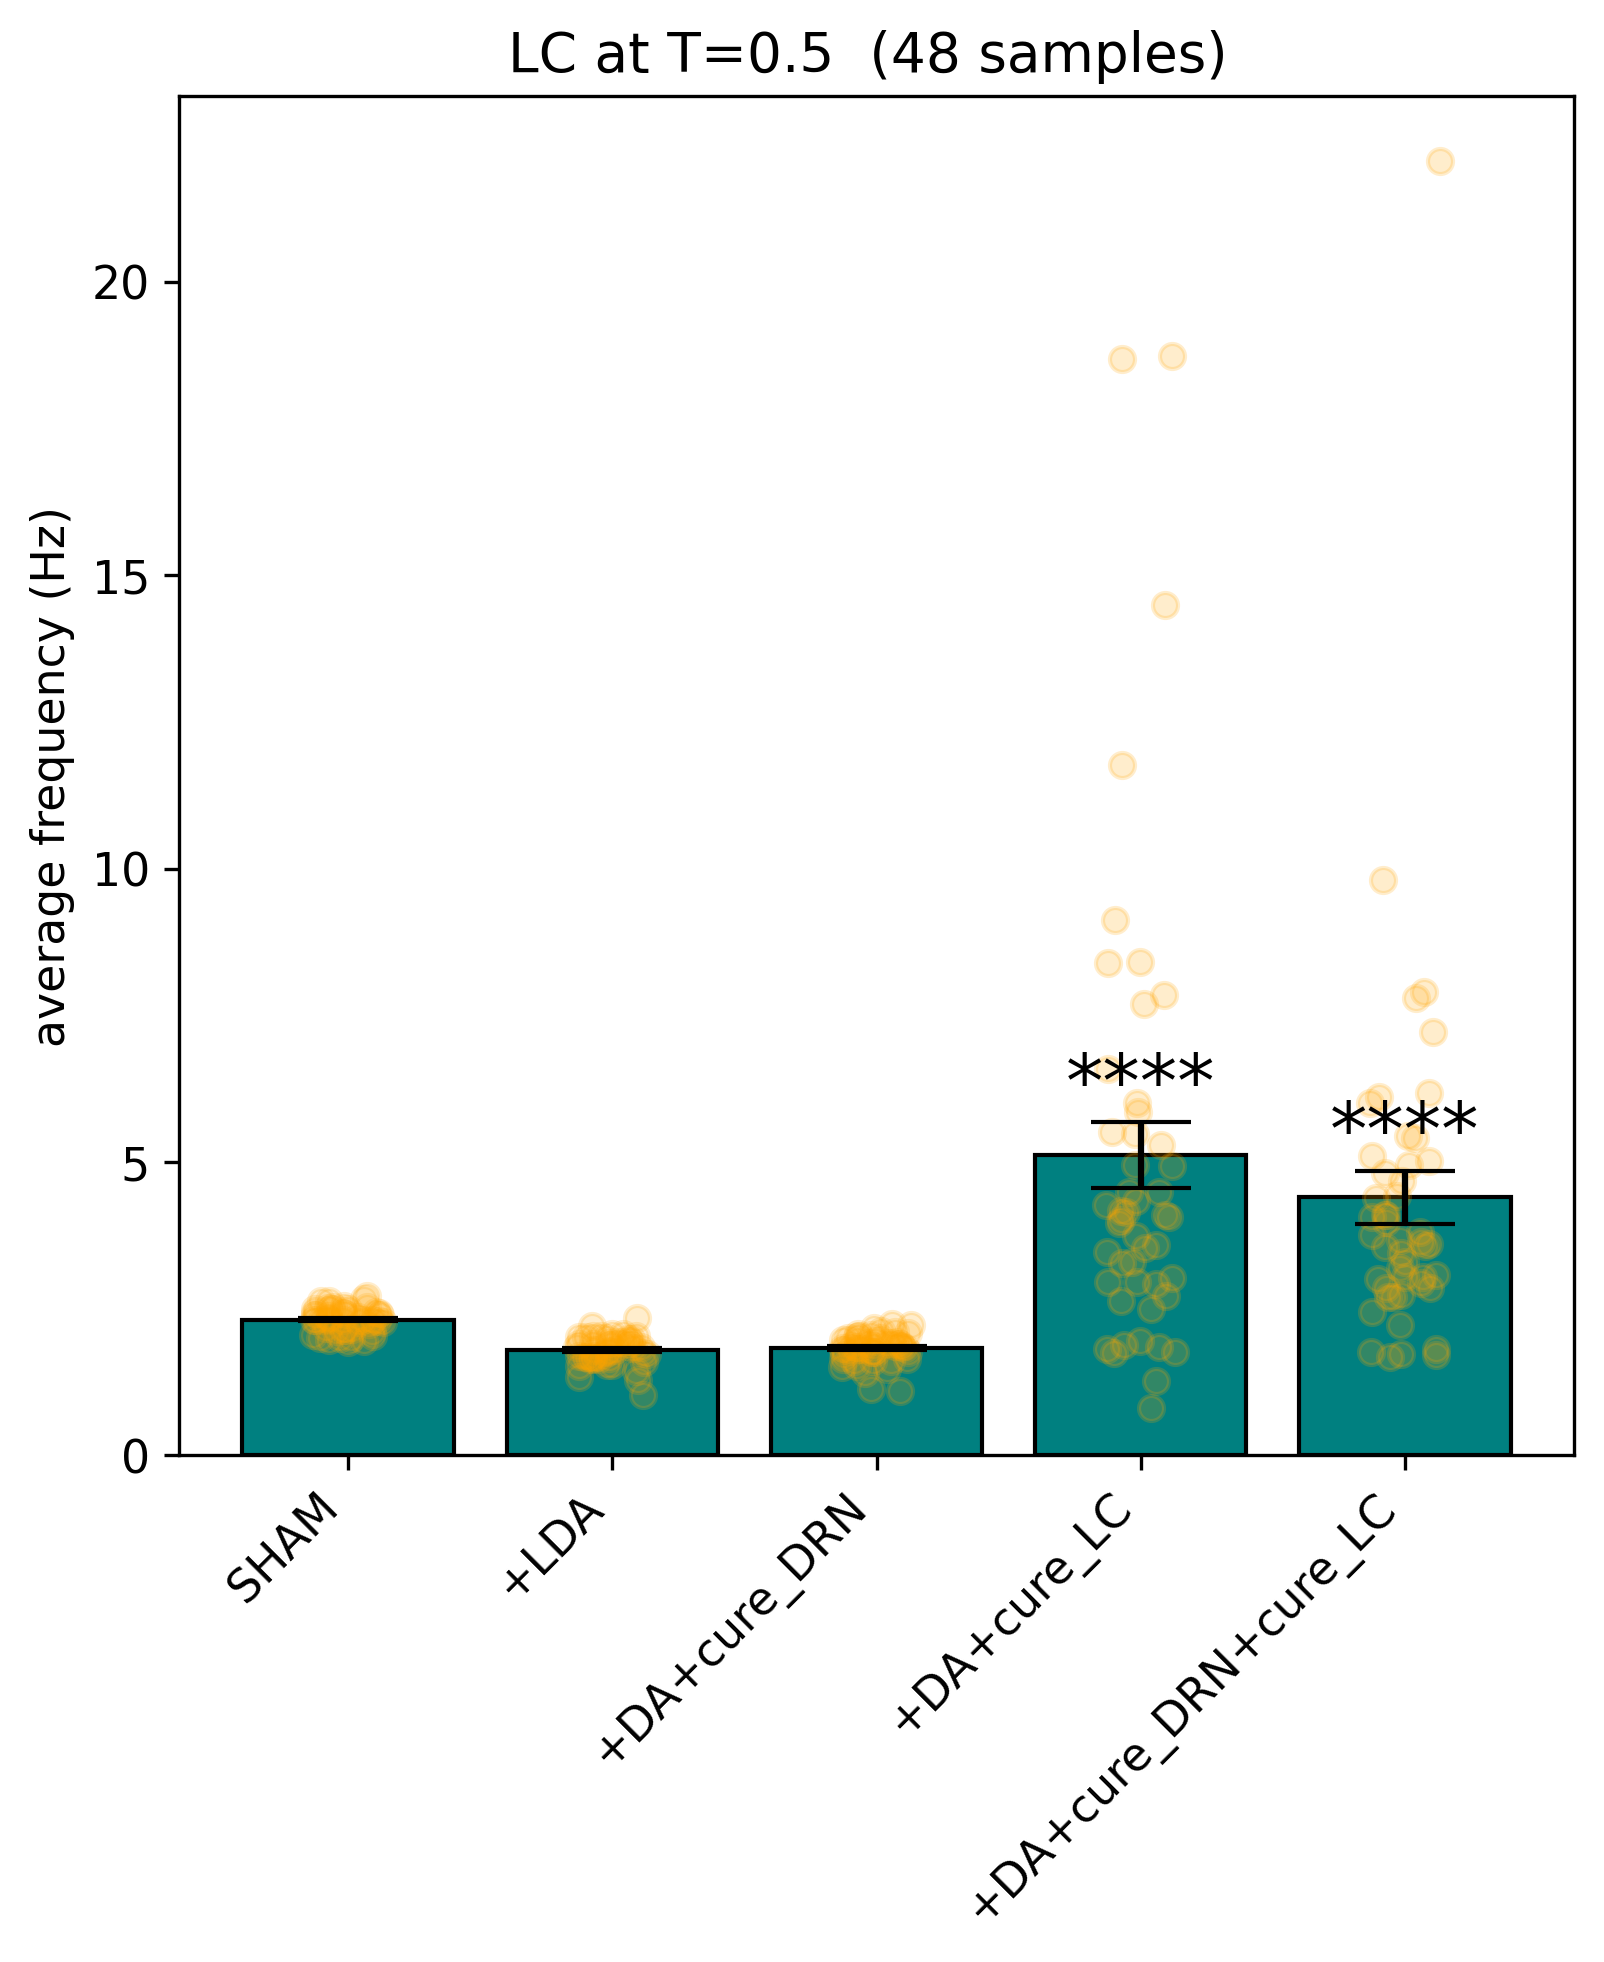 LC at T=0.5 (48 samples)
average frequency (Hz)
20
15
10
5
0
****
****
SHAM
+LDA
+DA+cure_DRN
+DA+cure_LC
+DA+cure_DRN+cure_LC